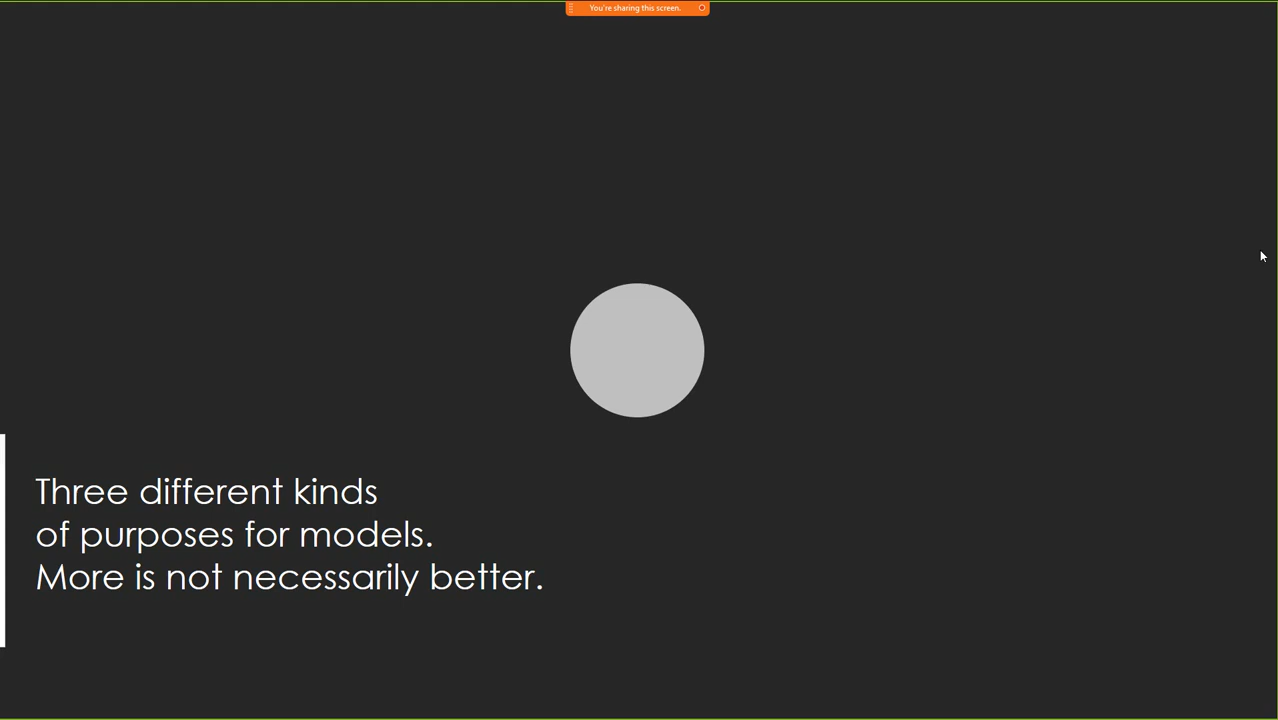 You're sharing this screen.
Three different kinds
of purposes for models.
More is not necessarily better.